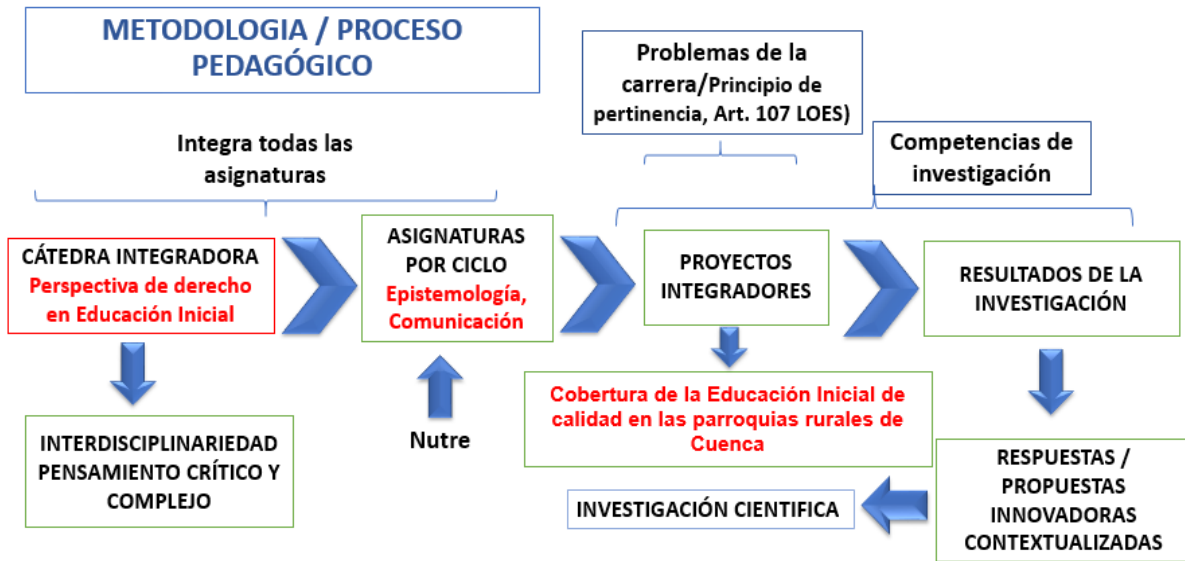 METODOLOGIA / PROCESO
PEDAGÓGICO
Problemas de la
carrera/Principio de
pertinencia, Art. 107 LOES)
Integra todas las
asignaturas
Competencias de
investigación
CÁTEDRA INTEGRADORA
Perspectiva de derecho
en Educación Inicial
ASIGNATURAS
POR CICLO
Epistemología,
Comunicación
PROYECTOS
INTEGRADORES
RESULTADOS DE LA
INVESTIGACIÓN
Nutre
Cobertura de la Educación Inicial de
calidad en las parroquias rurales de
Cuenca
INTERDISCIPLINARIEDAD
PENSAMIENTO CRÍTICO Y
COMPLEJO
INVESTIGACIÓN CIENTIFICA
RESPUESTAS /
PROPUESTAS
INNOVADORAS
CONTEXTUALIZADAS